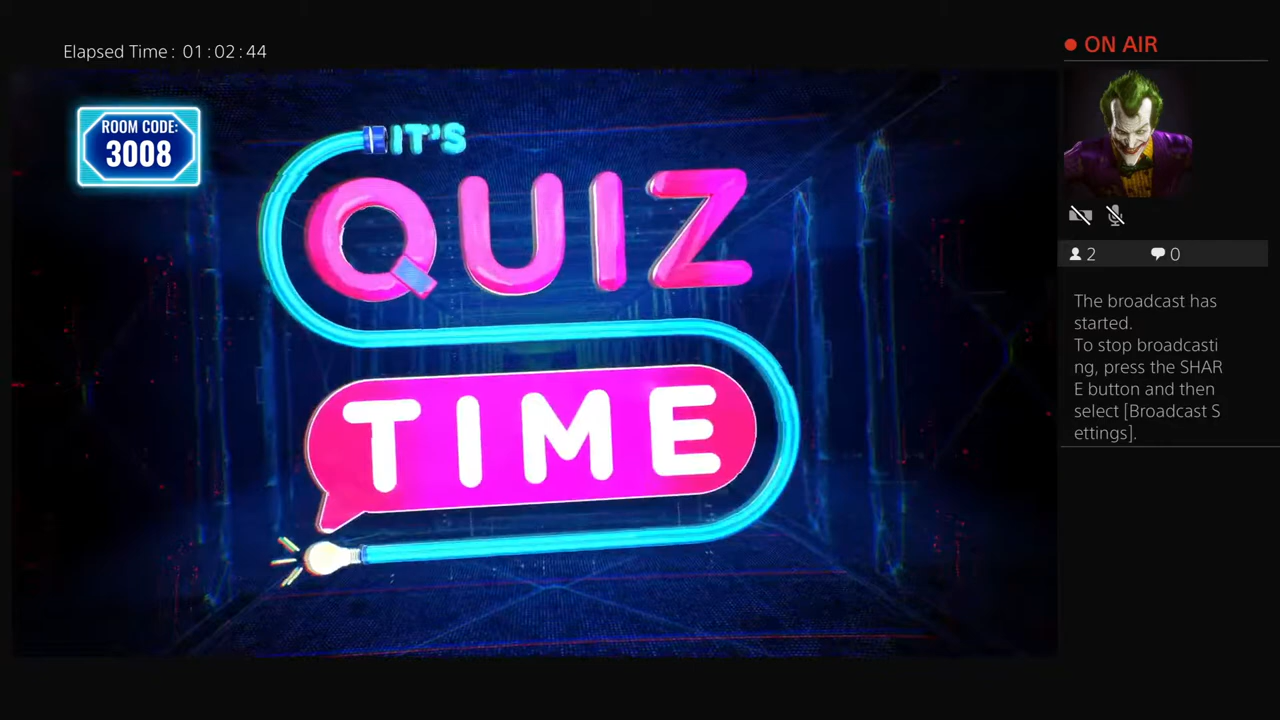 Elapsed Time: 01:02:44
ON AIR
ROOM CODE:
3008
IT'S
QUIZ
TIME
2
0
The broadcast has
started.
To stop broadcasti
ng, press the SHAR
E button and then
select [Broadcast S
ettings].